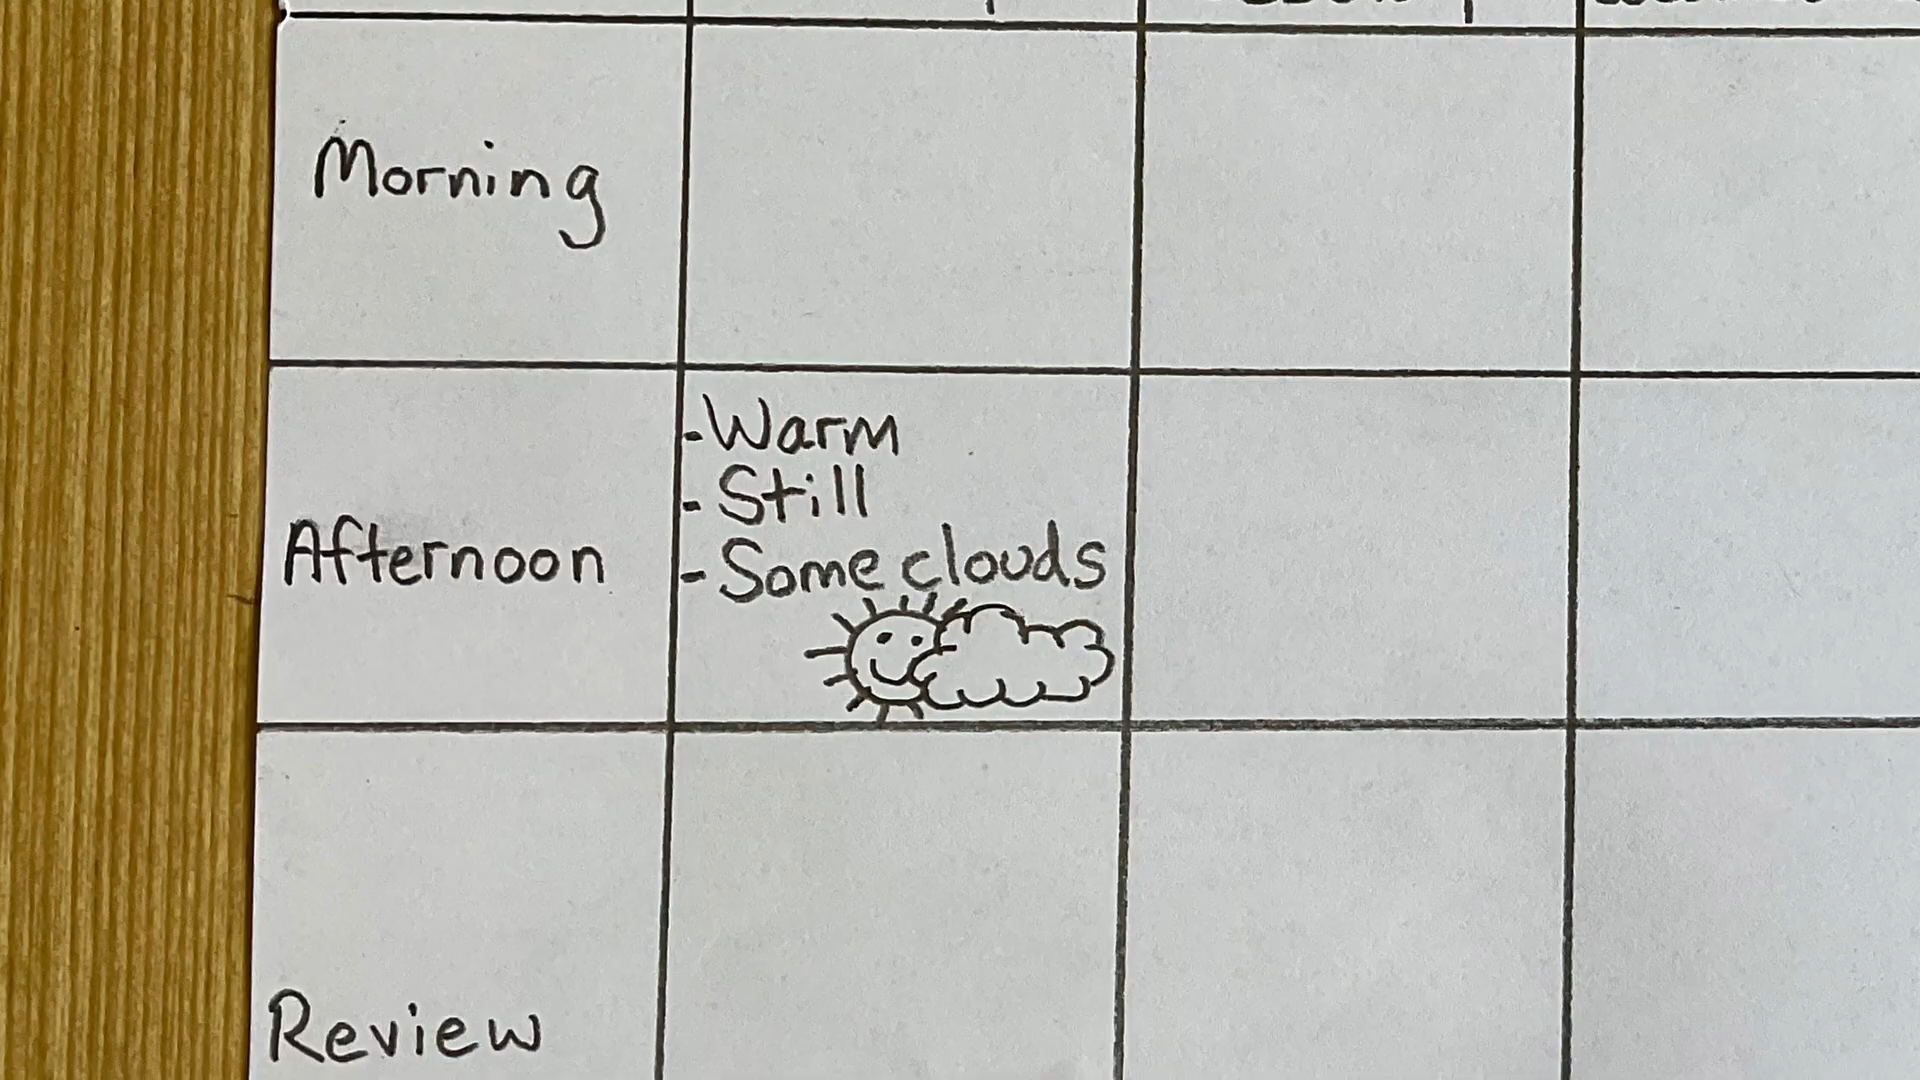 Morning
-Warm
- Still
Afternoon
- Some clouds
Review